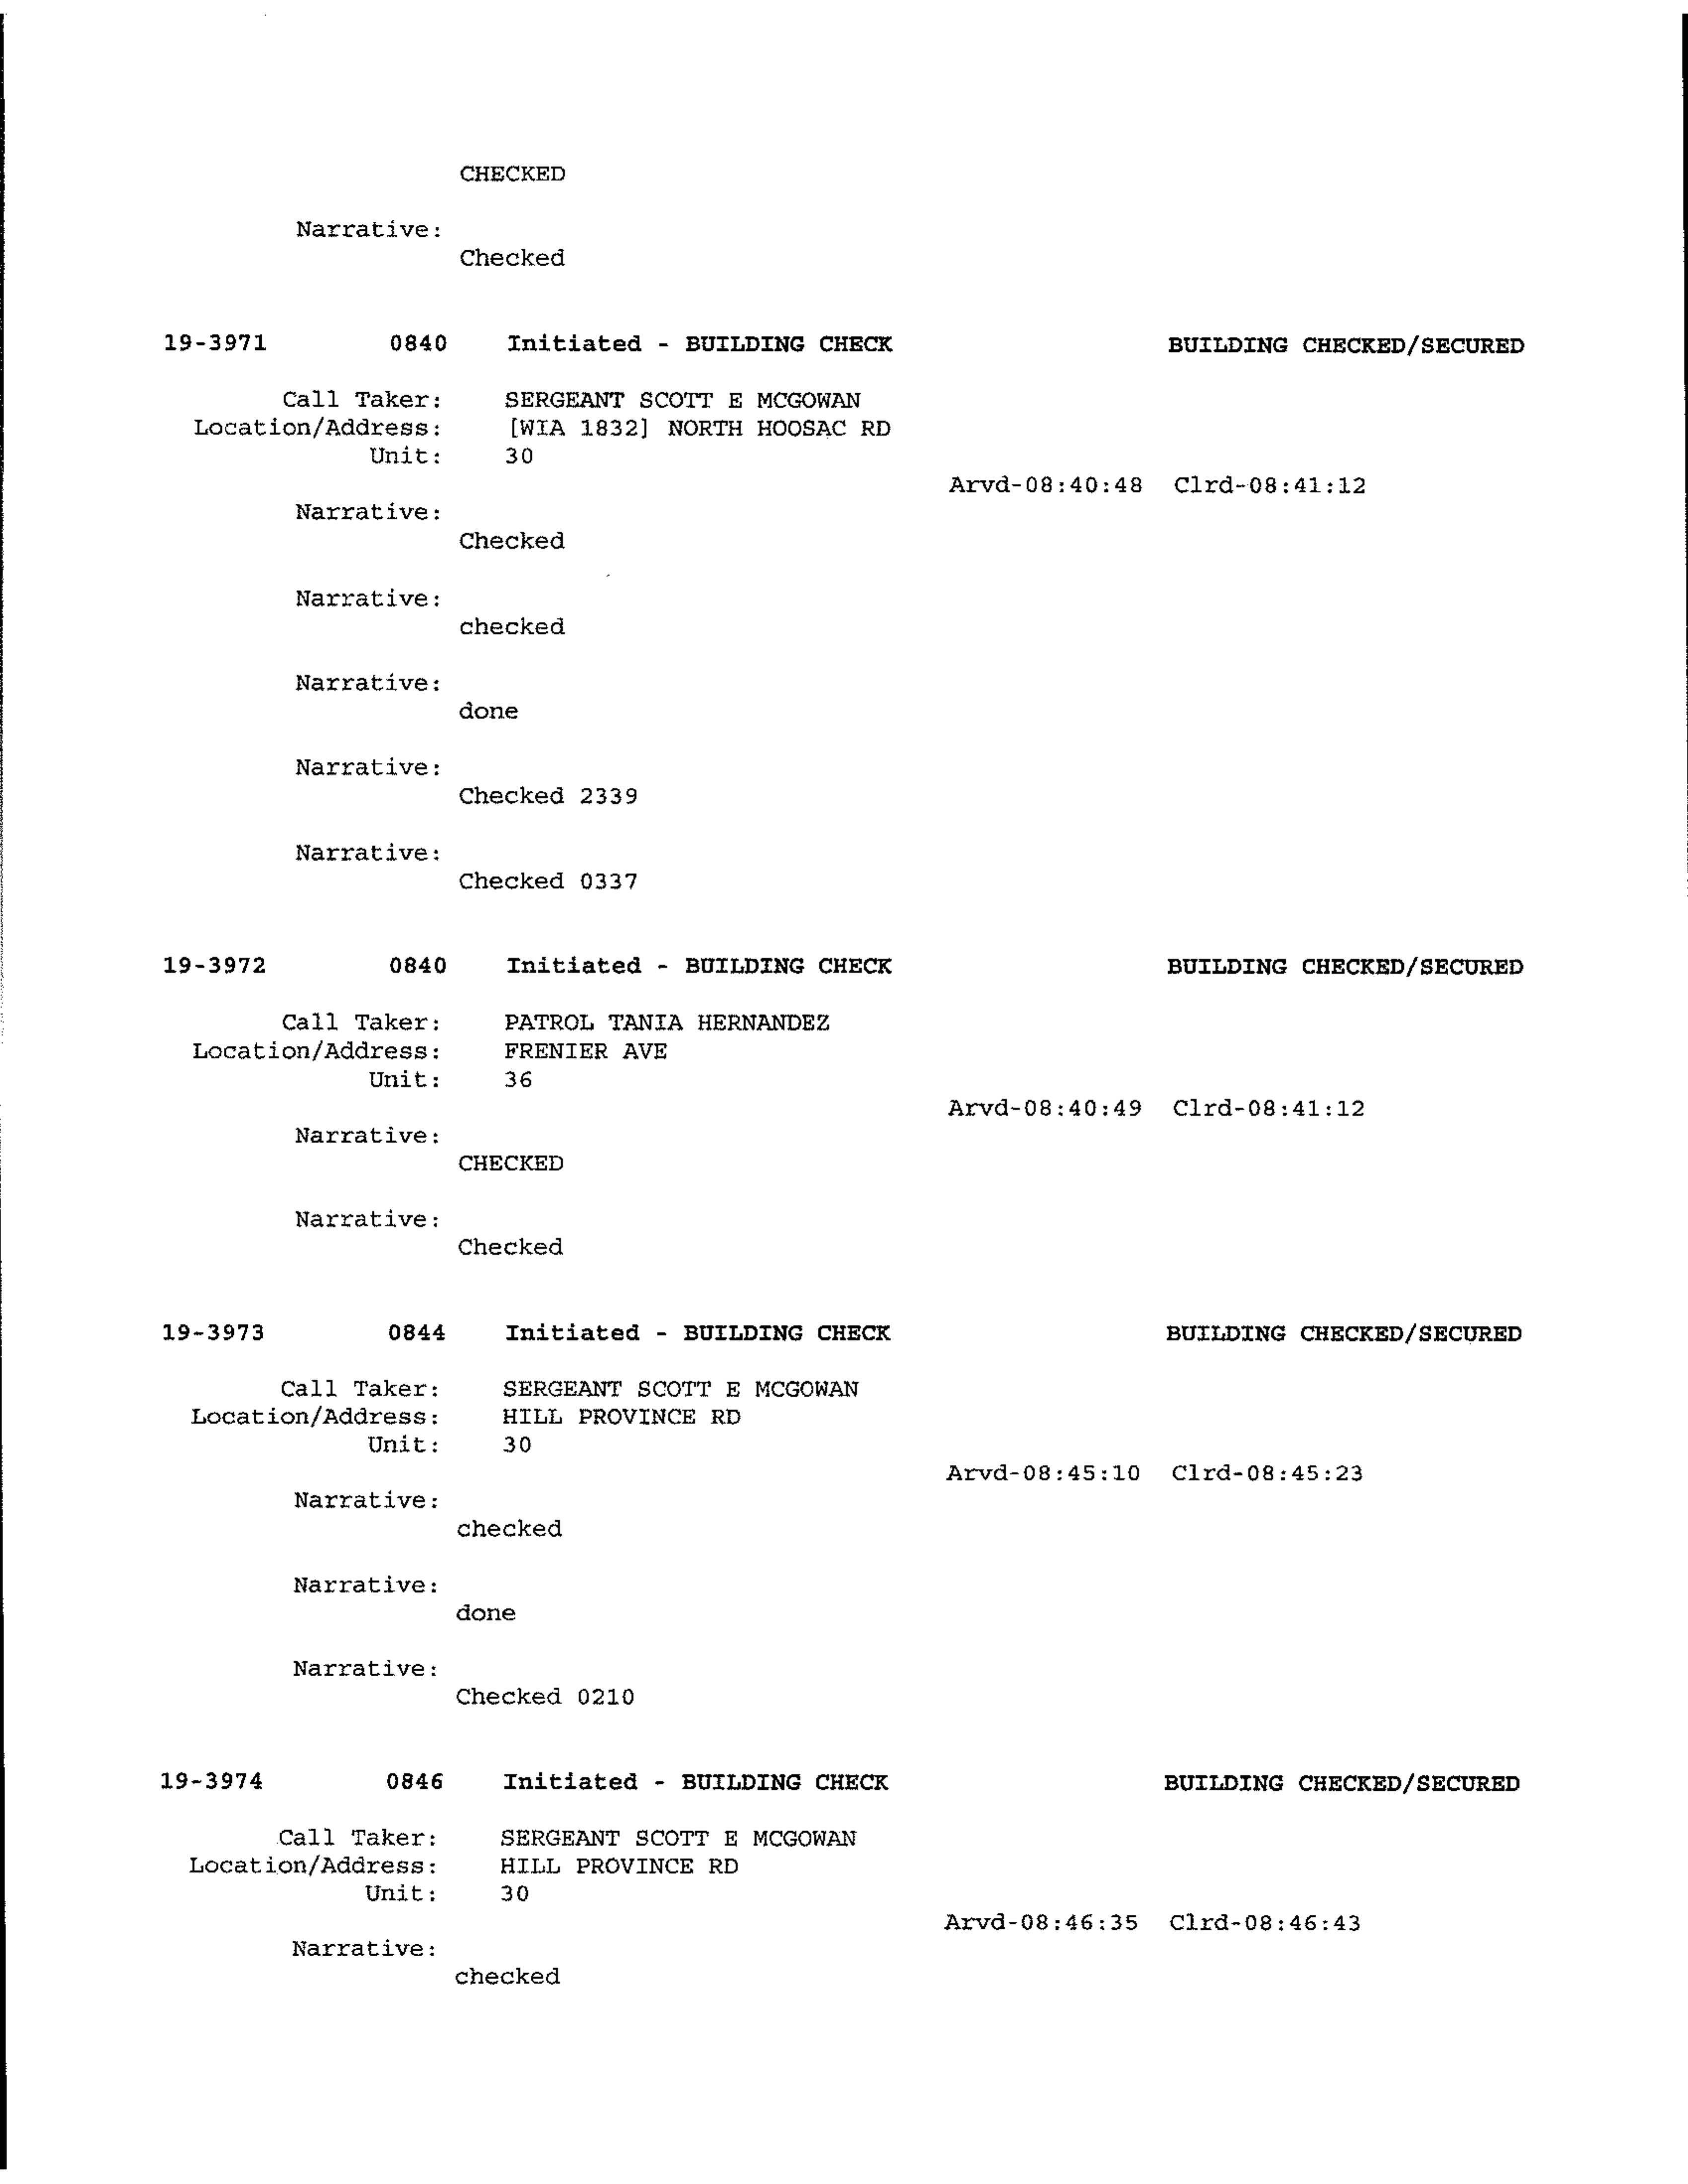 CHECKED
Narrative:
Checked
19-3971 0840 Initiated - BUILDING CHECK BUILDING CHECKED/SECURED
Call Taker: SERGEANT SCOTT E MCGOWAN
Location/Address: [WIA 1832] NORTH HOOSAC RD
Unit: 30
Arvd-08:40:48 Clrd-08:41:12
Narrative:
Checked
Narrative:
checked
Narrative:
done
Narrative:
Checked 2339
Narrative:
Checked 0337
19-3972 0840 Initiated - BUILDING CHECK BUILDING CHECKED/SECURED
Call Taker: PATROL TANIA HERNANDEZ
Location/Address: FRENIER AVE
Unit: 36
Arvd-08:40:49 Clrd-08:41:12
Narrative:
CHECKED
Narrative:
Checked
19-3973 0844 Initiated - BUILDING CHECK BUILDING CHECKED/SECURED
Call Taker: SERGEANT SCOTT E MCGOWAN
Location/Address: HILL PROVINCE RD
Unit: 30
Arvd-08:45:10 Clrd-08:45:23
Narrative:
checked
Narrative:
done
Narrative:
Checked 0210
19-3974 0846 Initiated - BUILDING CHECK BUILDING CHECKED/SECURED
Call Taker: SERGEANT SCOTT E MCGOWAN
Location/Address: HILL PROVINCE RD
Unit: 30
Arvd-08:46:35 Clrd-08:46:43
Narrative:
checked